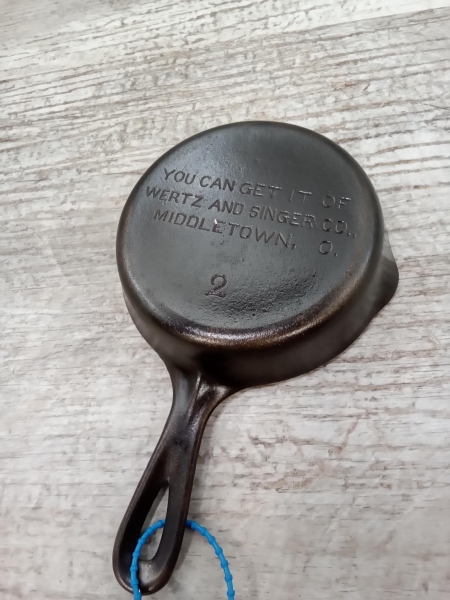 YOU CAN GET IT OF
WERTZ AND SINGER CO.,
MIDDLETOWN, O.
2